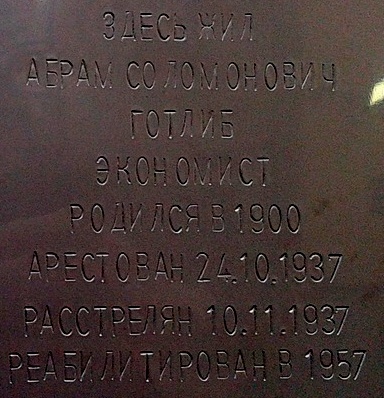 ЗДЕСЬ ЖИЛ
АБРАМ СОЛОМОНОВИЧ
ГОТЛИБ
ЭКОНОМИСТ
РОДИЛСЯ В 1900
АРЕСТОВАН 24.10.1937
РАССТРЕЛЯН 10.11.1937
РЕАБИЛИТИРОВАН В 1957